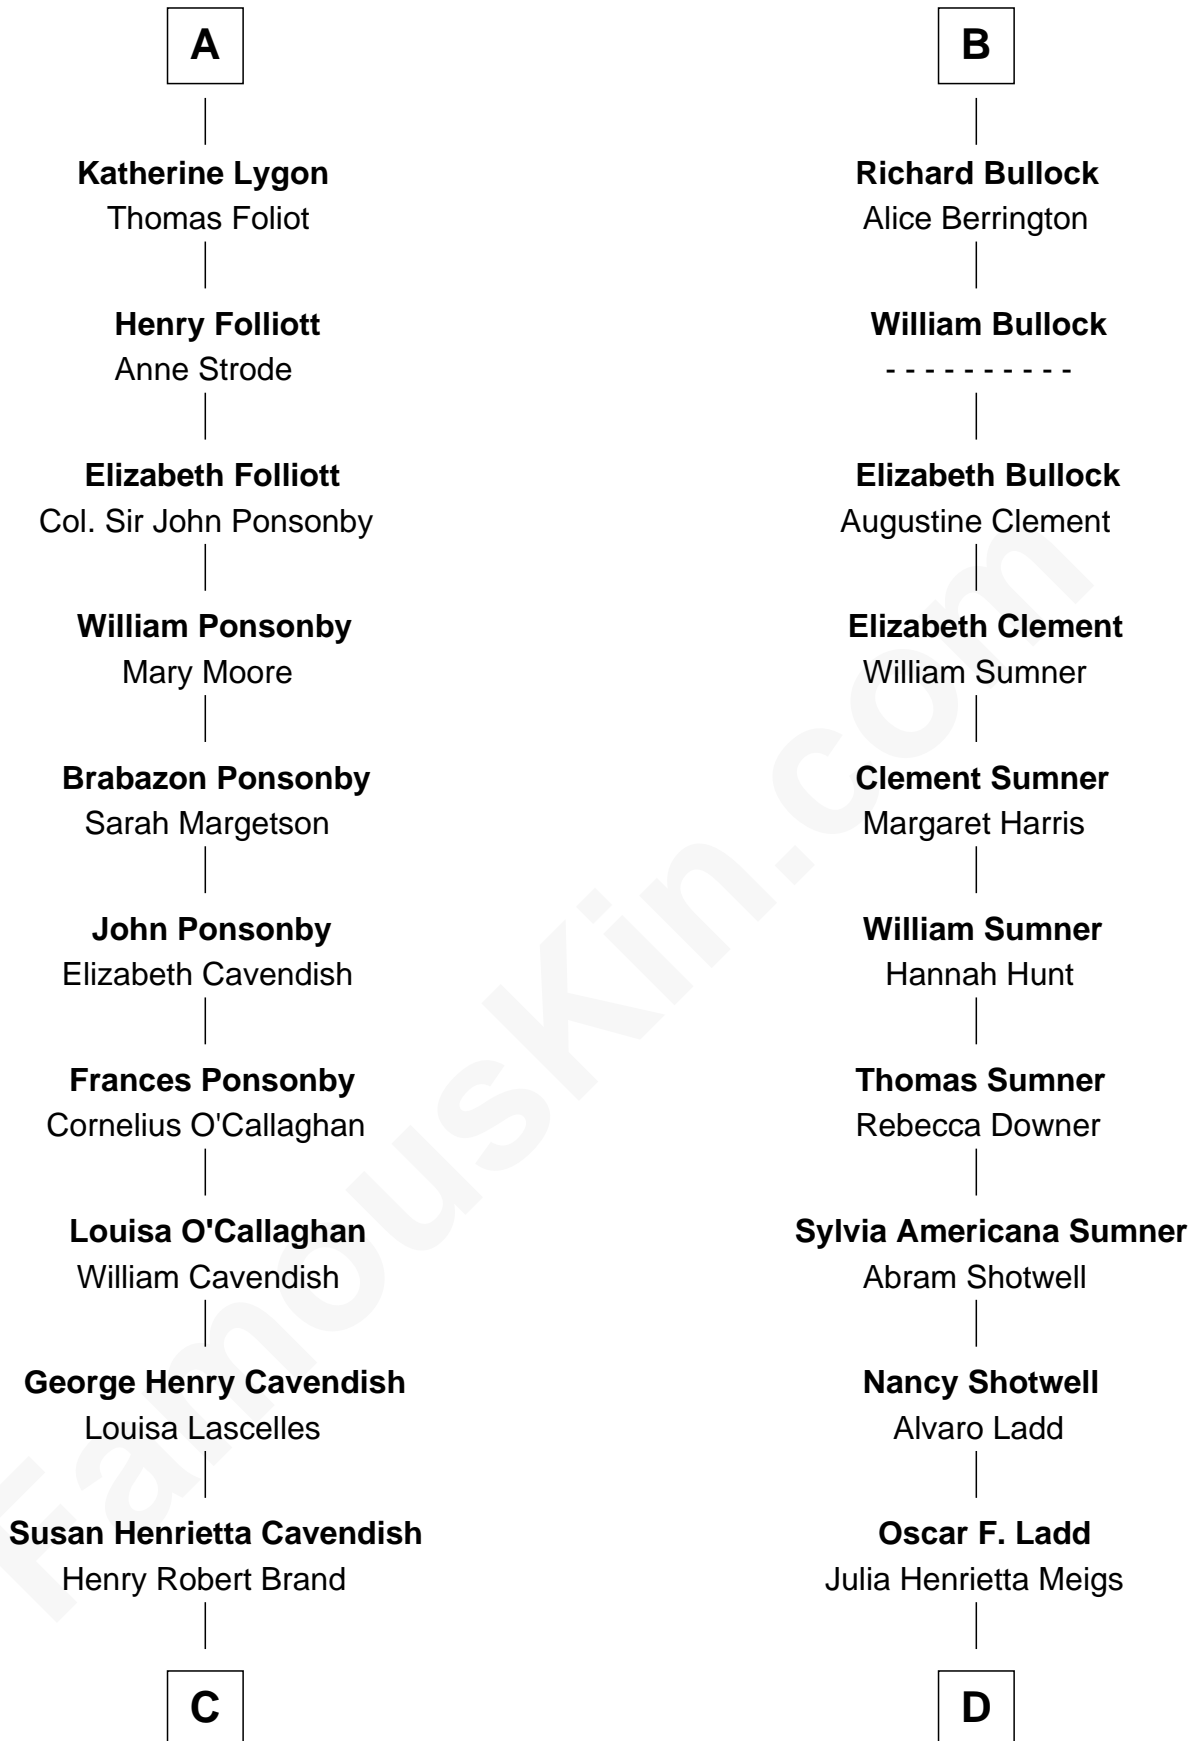 A
Katherine Lygon
Thomas Foliot
Henry Folliott
Anne Strode
Elizabeth Folliott
Col. Sir John Ponsonby
William Ponsonby
Mary Moore
Brabazon Ponsonby
Sarah Margetson
John Ponsonby
Elizabeth Cavendish
Frances Ponsonby
Cornelius O'Callaghan
Louisa O'Callaghan
William Cavendish
George Henry Cavendish
Louisa Lascelles
Susan Henrietta Cavendish
Henry Robert Brand
C
B
Richard Bullock
Alice Berrington
William Bullock
- - - - - - - - - -
Elizabeth Bullock
Augustine Clement
Elizabeth Clement
William Sumner
Clement Sumner
Margaret Harris
William Sumner
Hannah Hunt
Thomas Sumner
Rebecca Downer
Sylvia Americana Sumner
Abram Shotwell
Nancy Shotwell
Alvaro Ladd
Oscar F. Ladd
Julia Henrietta Meigs
D
FamousKin.com